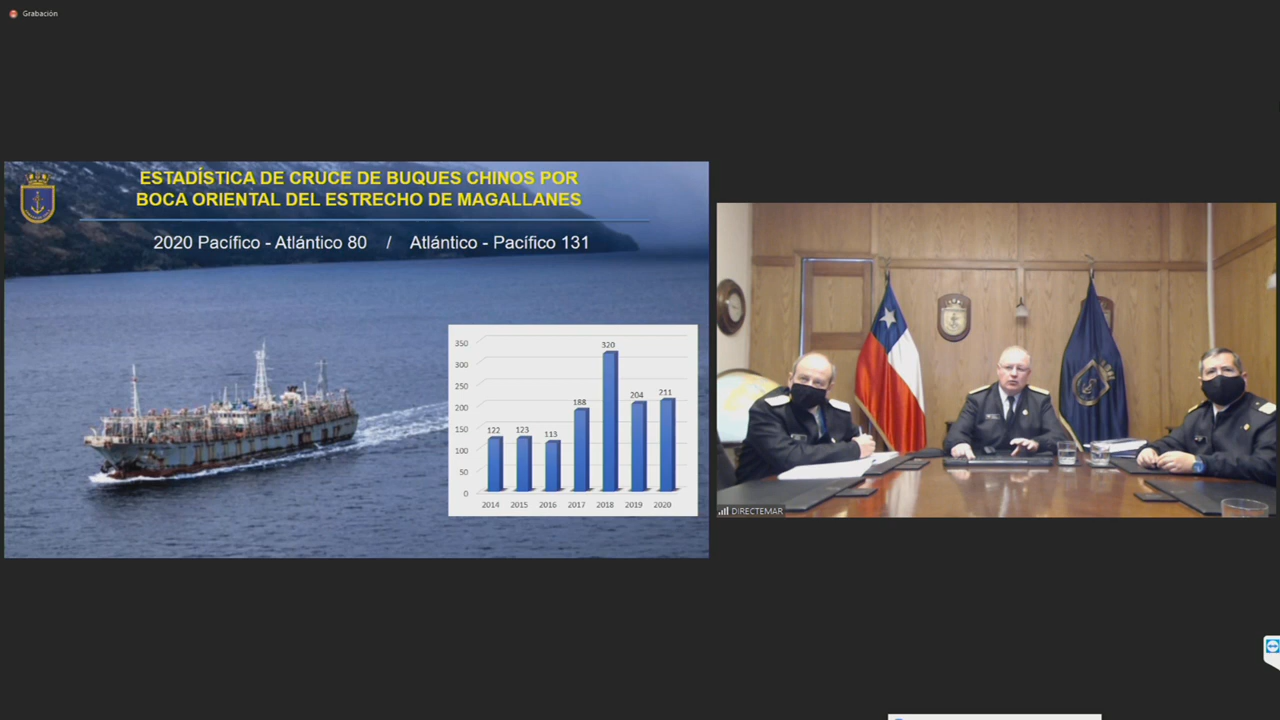 Grabación
ESTADÍSTICA DE CRUCE DE BUQUES CHINOS POR
BOCA ORIENTAL DEL ESTRECHO DE MAGALLANES
2020 Pacífico - Atlántico 80 / Atlántico - Pacífico 131
350
300
250
200
150
100
50
0
122
123
113
188
320
204
211
2014 2015 2016 2017 2018 2019 2020
DIRECTEMAR